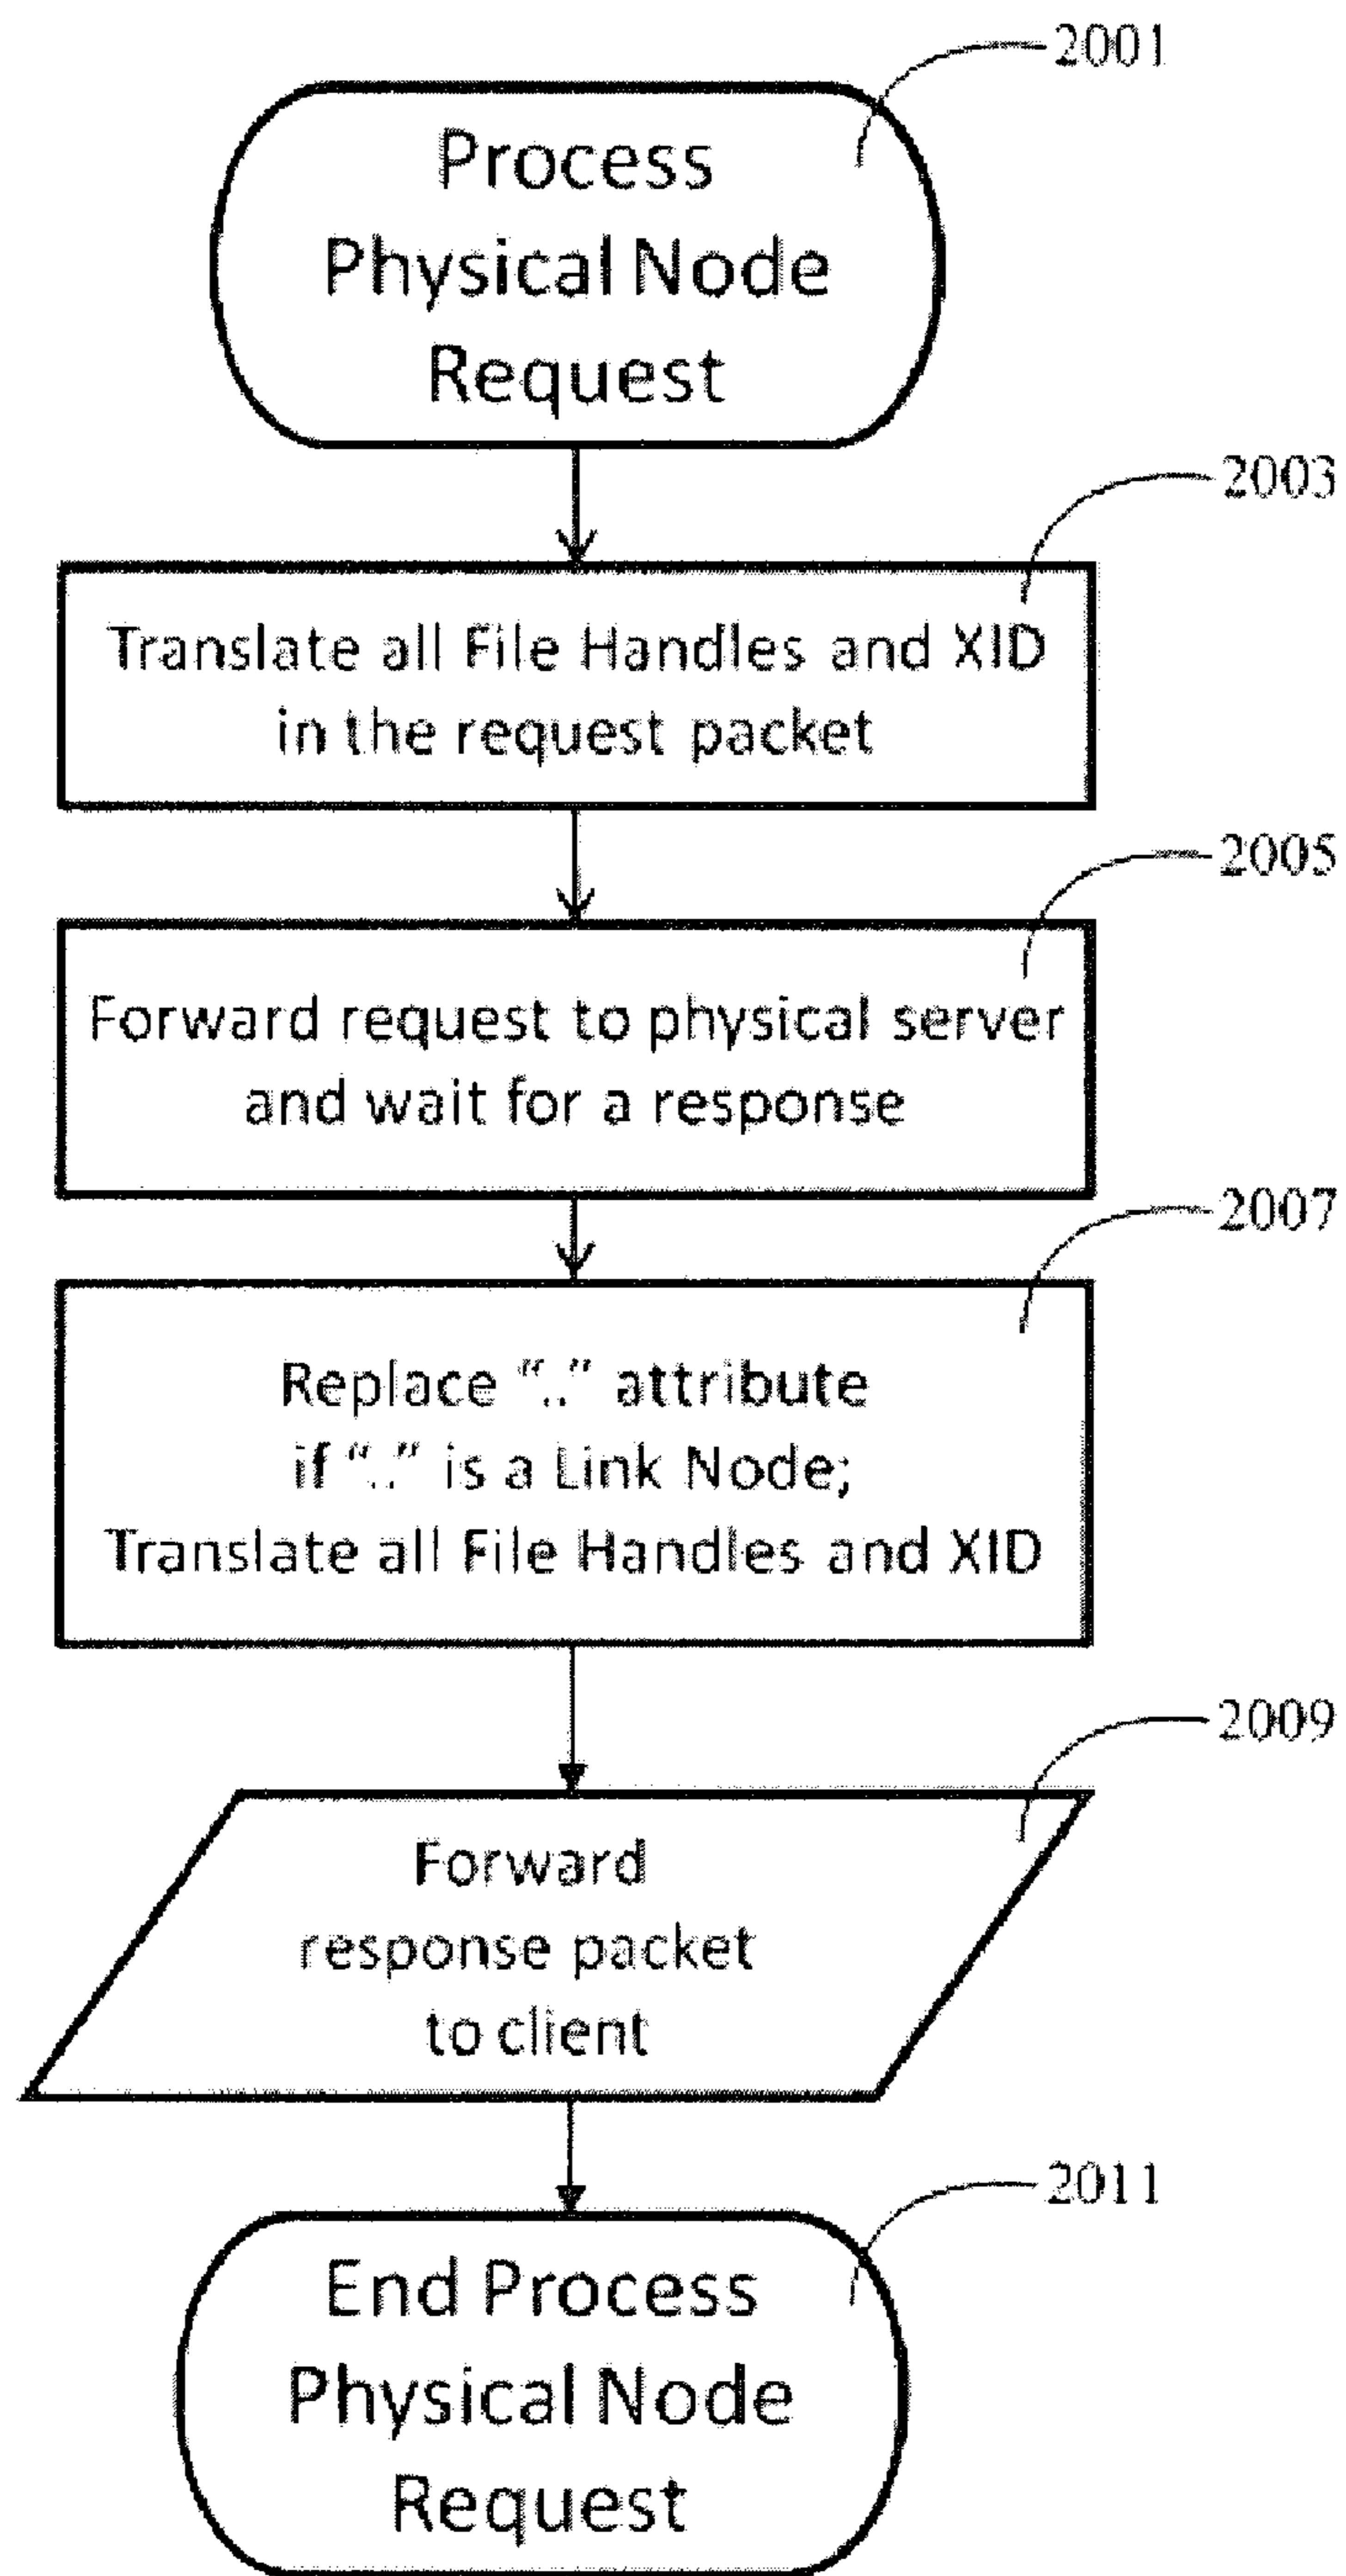 2001
Process
Physical Node
Request
2003
Translate all File Handles and XID
in the request packet
2005
Forward request to physical server
and wait for a response
2007
Replace “..” attribute
if “..” is a Link Node;
Translate all File Handles and XID
2009
Forward
response packet
to client
2011
End Process
Physical Node
Request